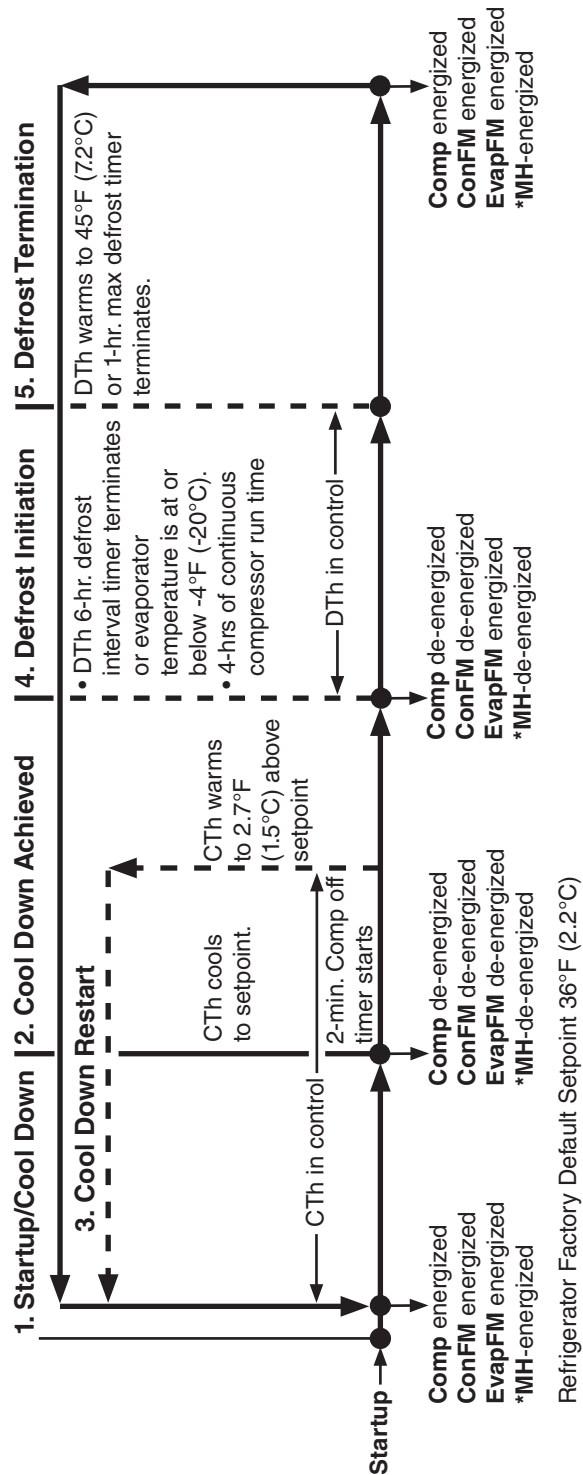 1. Startup/Cool Down
2. Cool Down Achieved
4. Defrost Initiation
5. Defrost Termination
3. Cool Down Restart
CTh cools
to setpoint.
CTh warms
to 2.7°F
(1.5°C) above
setpoint
• DTh 6-hr. defrost
interval timer terminates
or evaporator
temperature is at or
below -4°F (-20°C).
• 4-hrs of continuous
compressor run time
DTh warms to 45°F (7.2°C)
or 1-hr. max defrost timer
terminates.
CTh in control
2-min. Comp off
timer starts
DTh in control
Startup
Comp energized
ConFM energized
EvapFM energized
*MH-energized
Comp de-energized
ConFM de-energized
EvapFM de-energized
*MH-de-energized
Comp de-energized
ConFM de-energized
EvapFM energized
*MH-de-energized
Comp energized
ConFM energized
EvapFM energized
*MH-energized
Refrigerator Factory Default Setpoint 36°F (2.2°C)